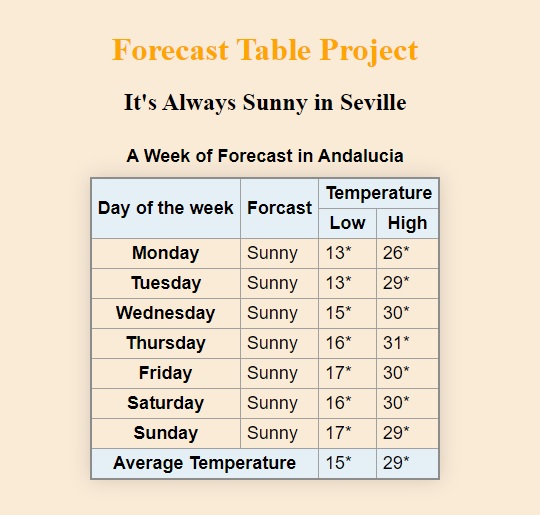 Forecast Table Project
It's Always Sunny in Seville
A Week of Forecast in Andalucia
Day of the week Forcast Temperature
Low High
Monday Sunny 13* 26*
Tuesday Sunny 13* 29*
Wednesday Sunny 15* 30*
Thursday Sunny 16* 31*
Friday Sunny 17* 30*
Saturday Sunny 16* 30*
Sunday Sunny 17* 29*
Average Temperature 15* 29*